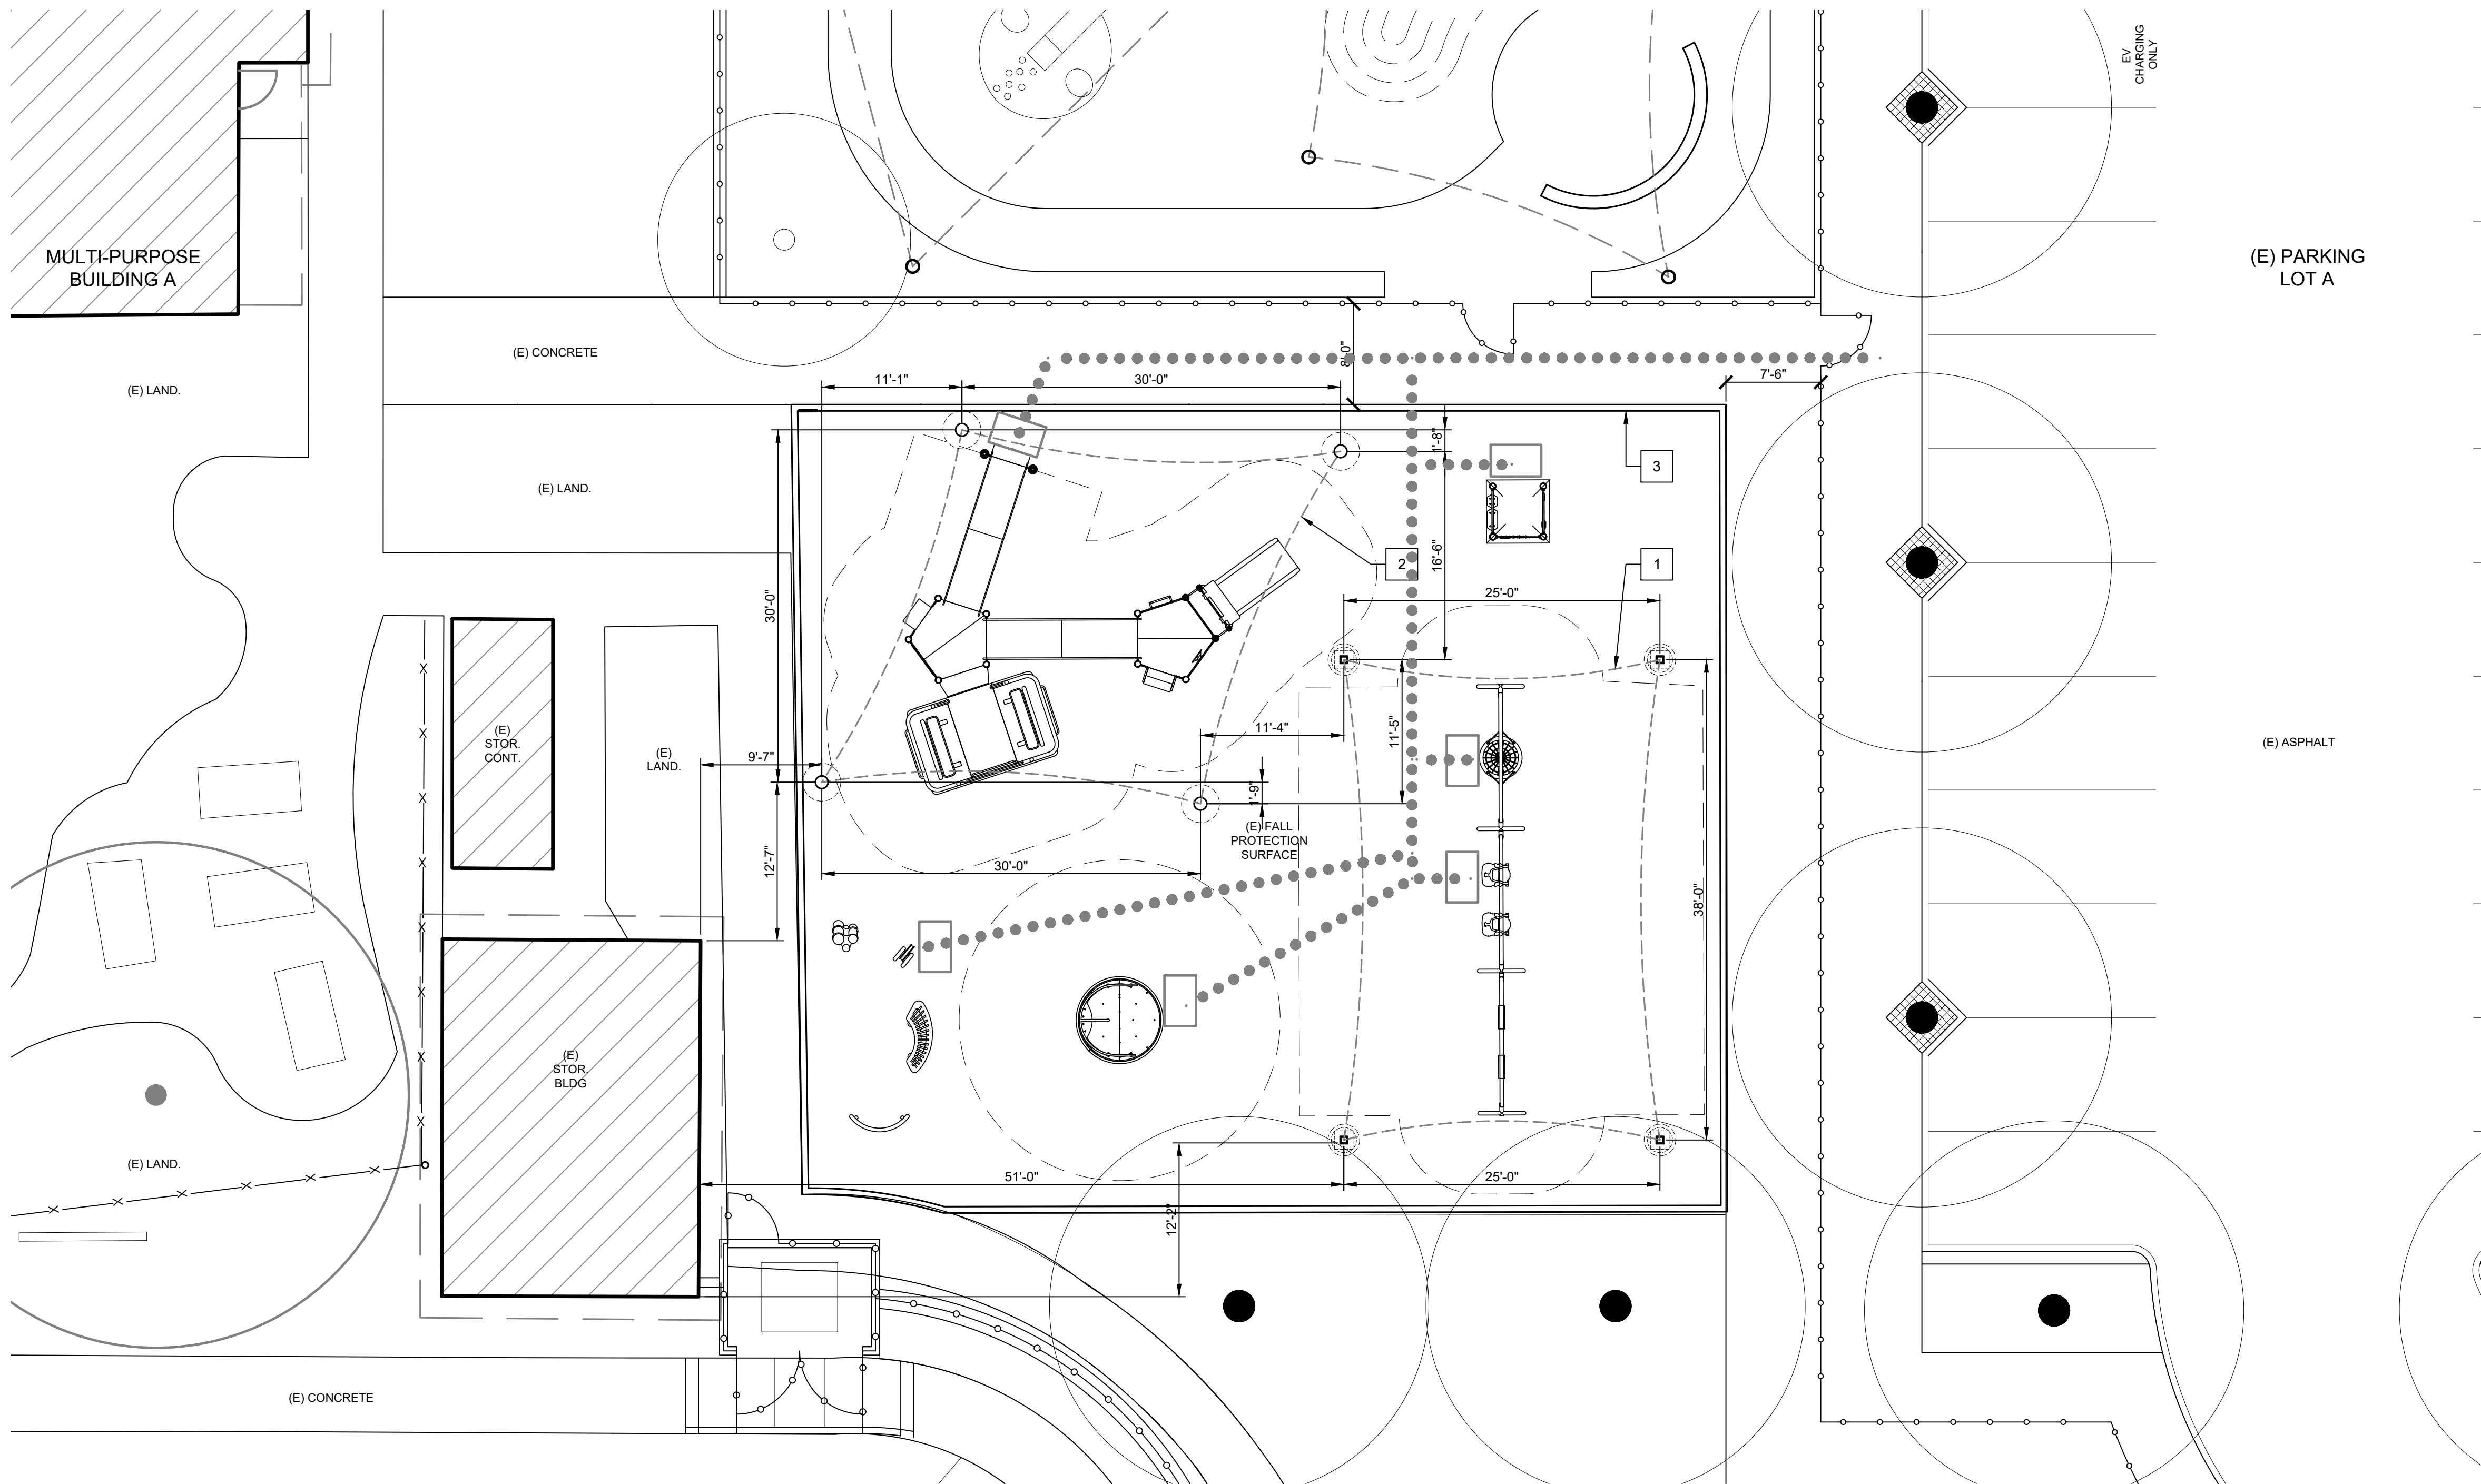 EV
CHARGING
ONLY
MULTI-PURPOSE
BUILDING A
(E) PARKING
LOT A
(E) CONCRETE
8'-0"
(E) LAND.
11'-1"
30'-0"
7'-6"
1'-8"
3
(E) LAND.
16'-6"
2
1
30'-0"
25'-0"
(E)
STOR.
CONT.
(E)
LAND.
9'-7"
11'-4"
11'-5"
(E) ASPHALT
1'-9"
(E) FALL
PROTECTION
SURFACE
12'-7"
30'-0"
38'-0"
(E)
STOR.
BLDG
(E) LAND.
51'-0"
25'-0"
12'-2"
(E) CONCRETE